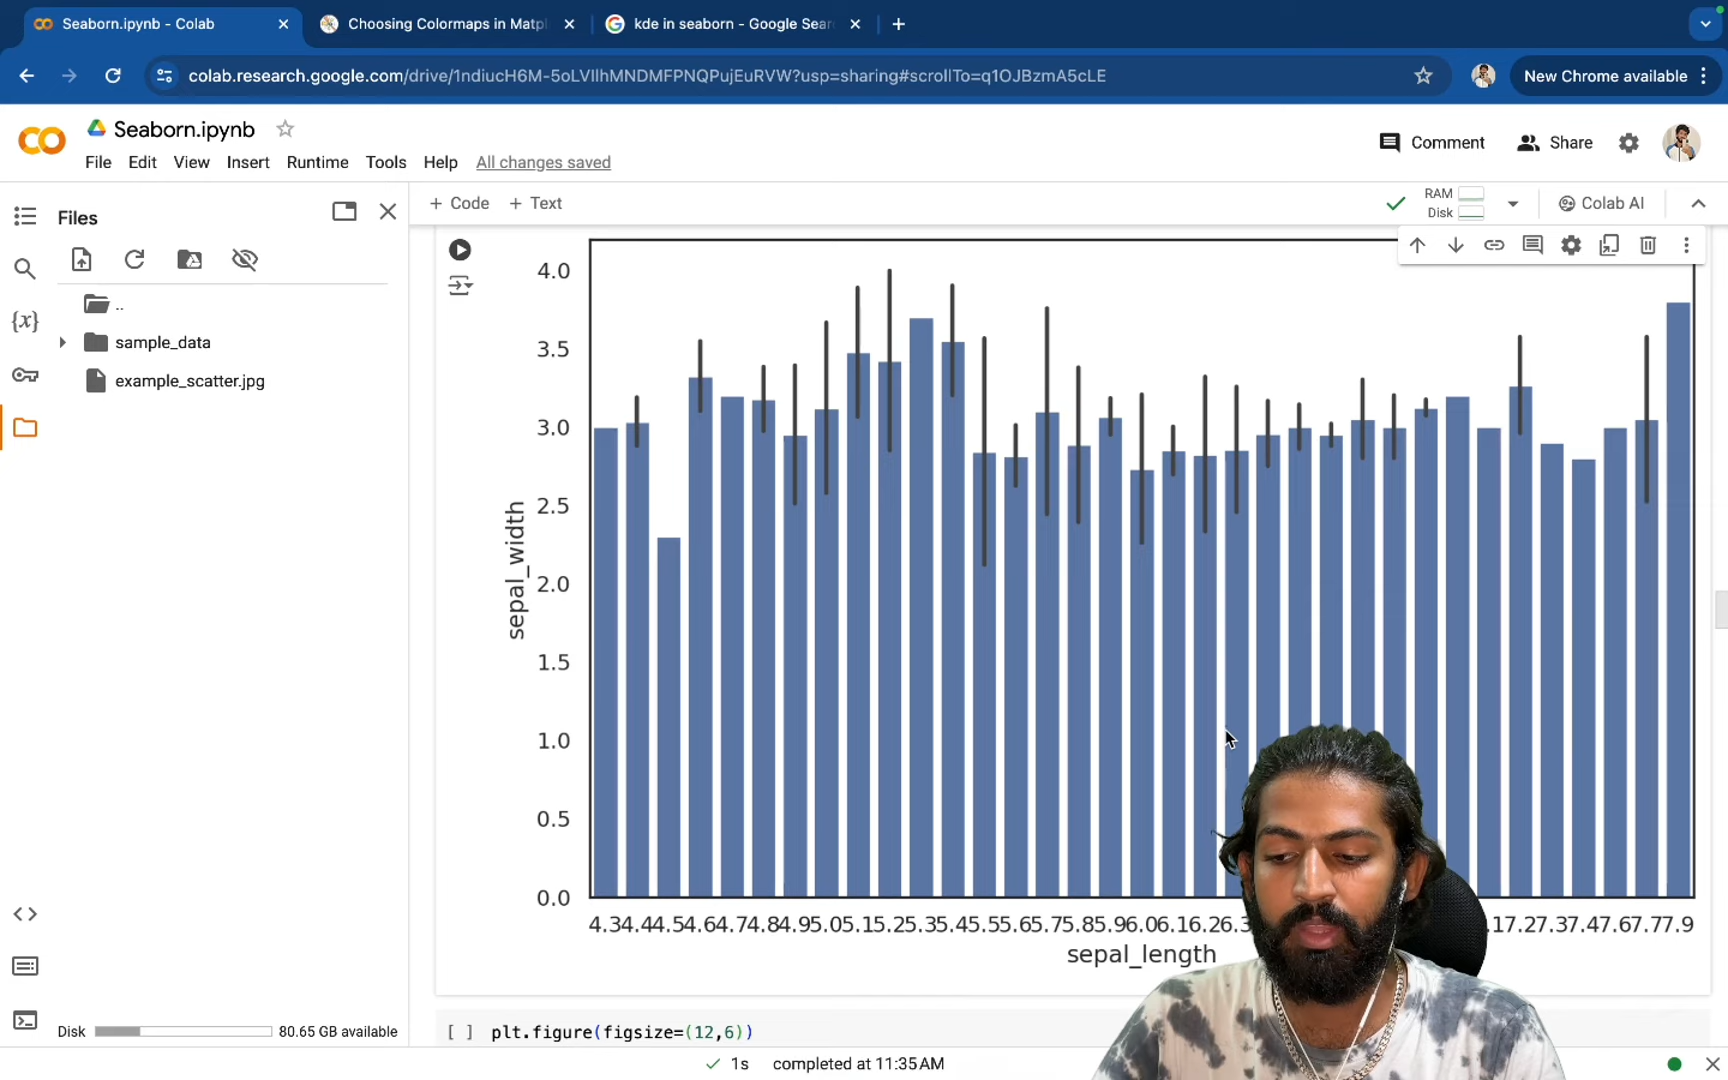 Seaborn.ipynb - Colab
Choosing Colormaps in Matpl
kde in seaborn - Google Sear
colab.research.google.com/drive/1ndiucH6M-5oLVIlhMNDMFPNQPujEuRVW?usp=sharing#scrollTo=q1OJBzmA5cLE
New Chrome available
CO
Seaborn.ipynb
Comment
Share
File Edit View Insert Runtime Tools Help All changes saved
Files
+ Code + Text
RAM
Disk
Colab AI
..
{x}
sample_data
example_scatter.jpg
4.0
3.5
3.0
2.5
2.0
1.5
1.0
0.5
0.0
sepal_width
4.34.44.54.64.74.84.95.05.15.25.35.45.55.65.75.85.96.06.16.26.3
.17.27.37.47.67.77.9
sepal_length
Disk
80.65 GB available
[ ] plt.figure(figsize=(12,6))
1s completed at 11:35 AM